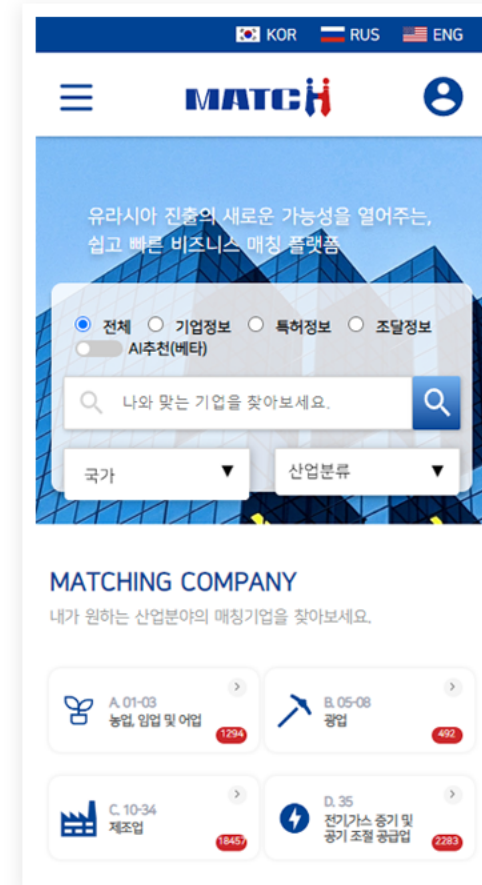 KOR RUS ENG
MATCH
유라시아 진출의 새로운 가능성을 열어주는,
쉽고 빠른 비즈니스 매칭 플랫폼
전체 기업정보 특허정보 조달정보
AI추천(베타)
나와 맞는 기업을 찾아보세요.
국가 ▼ 산업분류 ▼
MATCHING COMPANY
내가 원하는 산업분야의 매칭기업을 찾아보세요.
A. 01-03
농업, 임업 및 어업
1294
B. 05-08
광업
492
C. 10-34
제조업
18457
D. 35
전기,가스 증기 및
공기 조절 공급업
2283